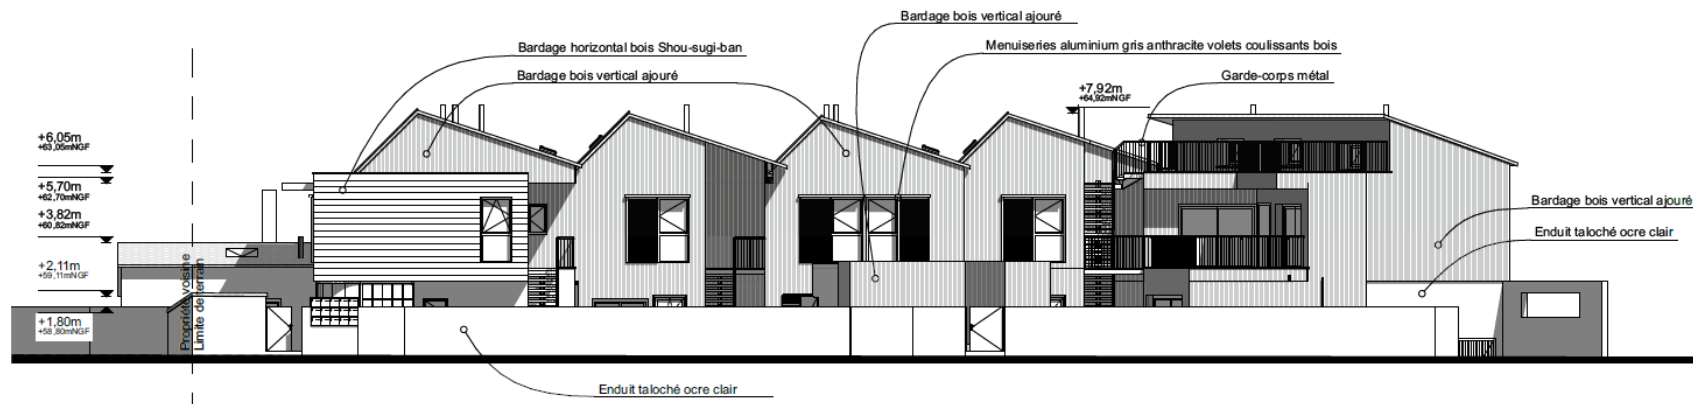 Bardage bois vertical ajouré
Bardage horizontal bois Shou-sugi-ban
Menuiseries aluminium gris anthracite volets coulissants bois
Bardage bois vertical ajouré
Garde-corps métal
+7,92m
+64,92mNGF
+6,05m
+63,05mNGF
+5,70m
+62,70mNGF
+3,82m
+60,82mNGF
Bardage bois vertical ajouré
Enduit taloché ocre clair
+2,11m
+59,11mNGF
+1,80m
+58,80mNGF
Propriété voisine
Limite de terrain
Enduit taloché ocre clair